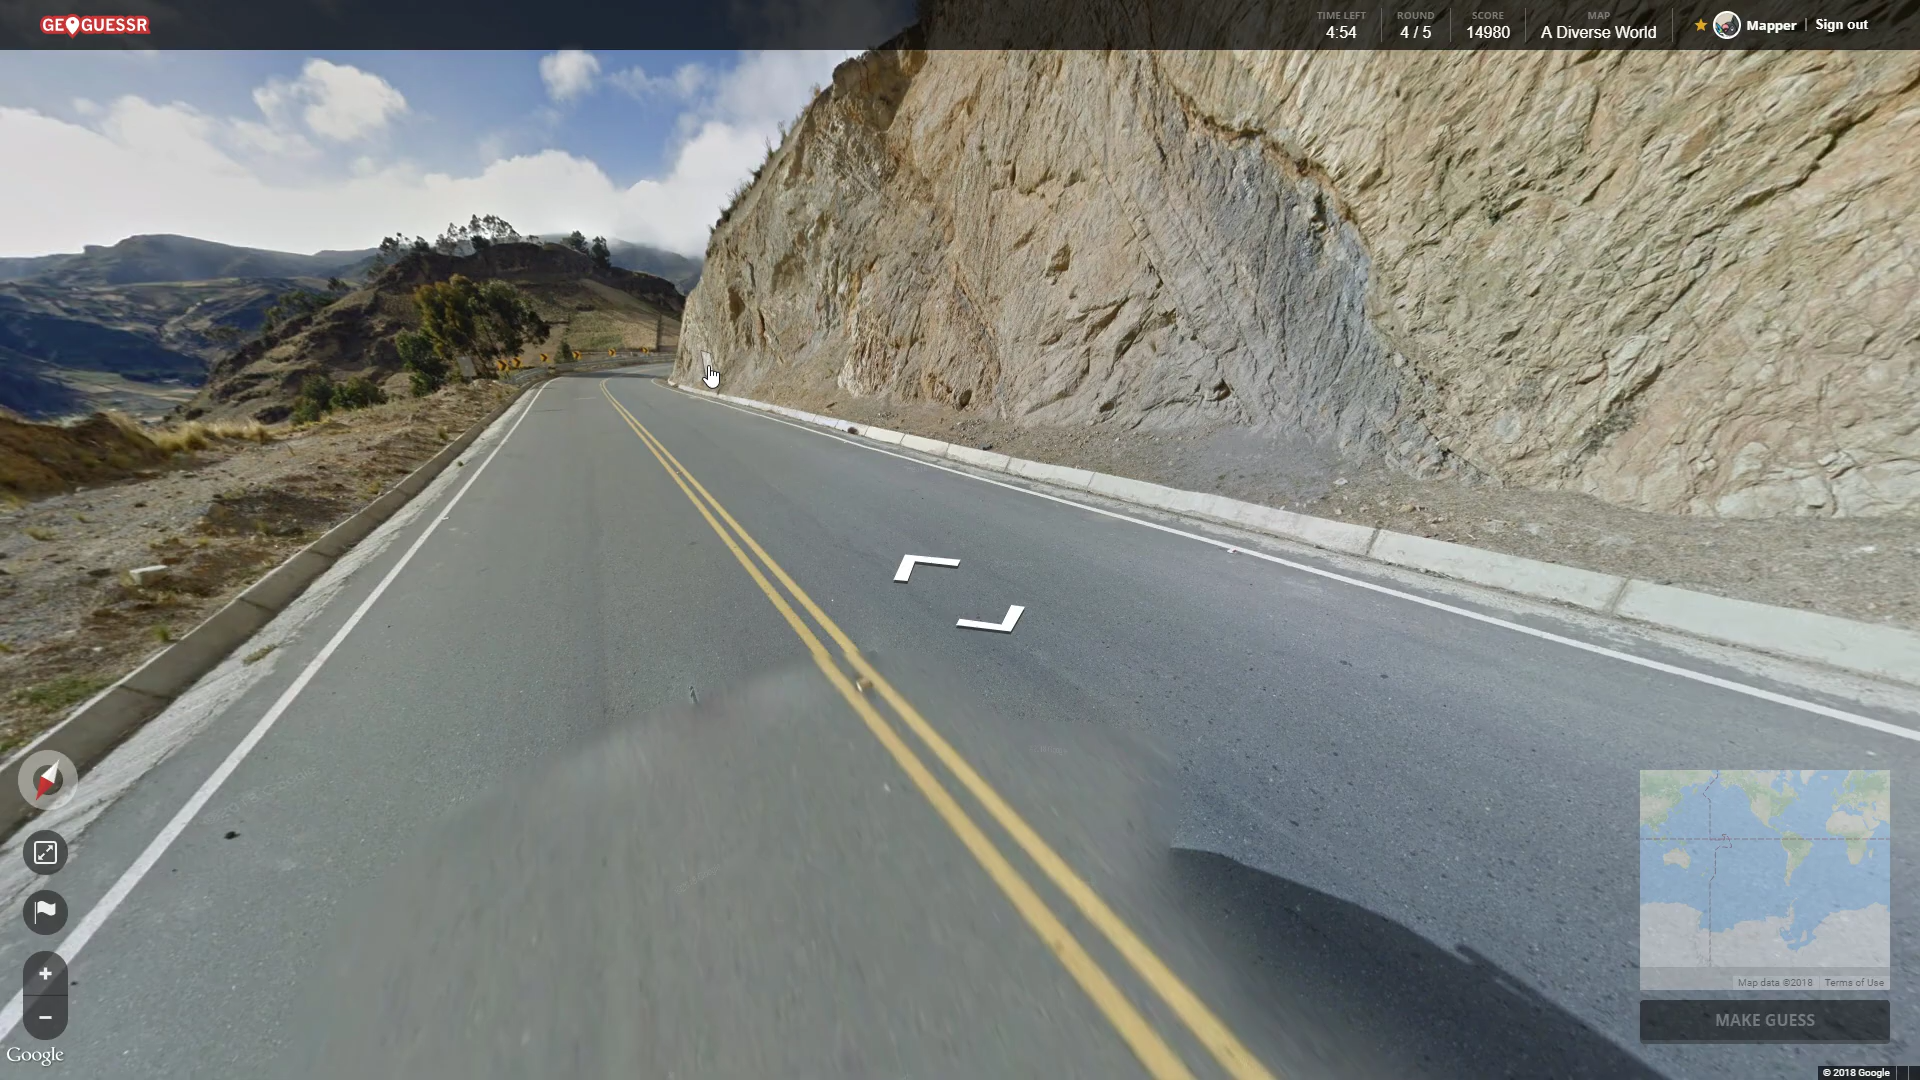 GEOGUESSR
TIME LEFT
4:54
ROUND
4 / 5
SCORE
14980
MAP
A Diverse World
Mapper
Sign out
Map data ©2018
Terms of Use
MAKE GUESS
Google
© 2018 Google